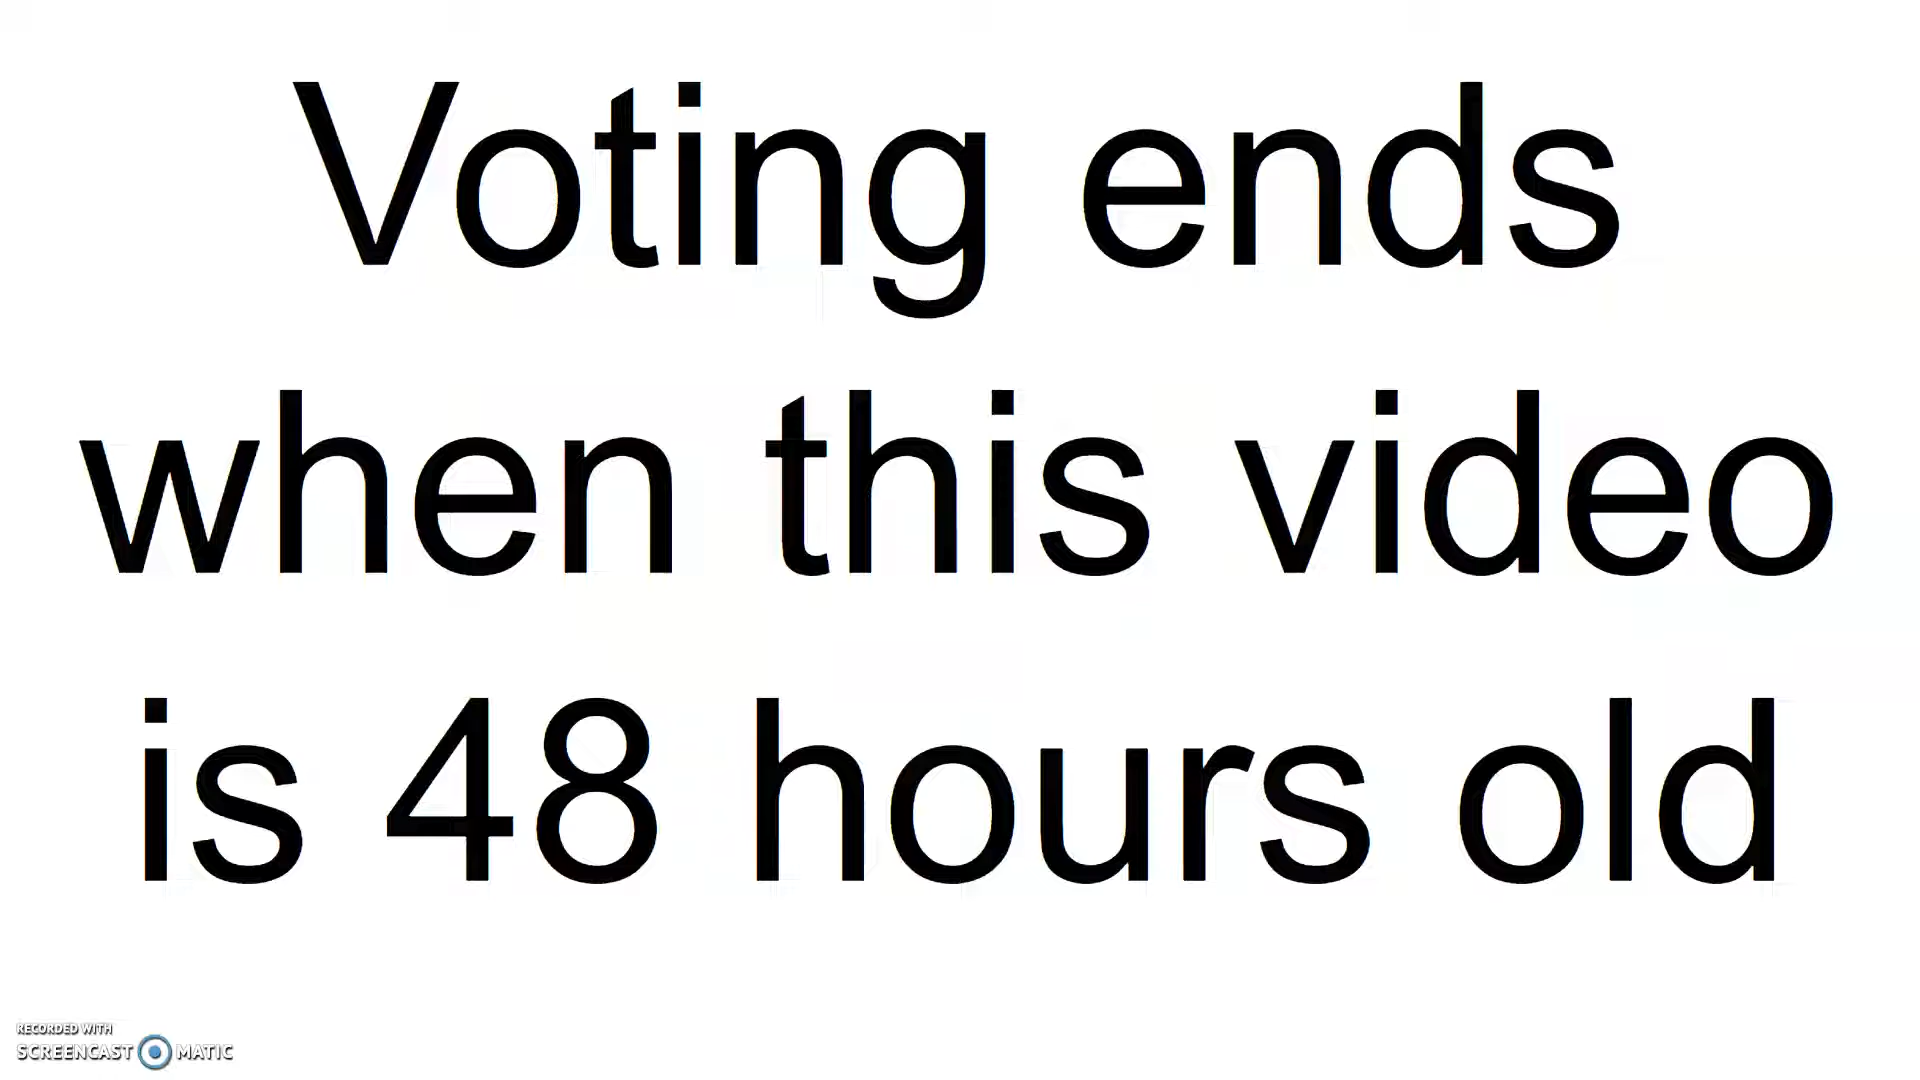 Voting ends
when this video
is 48 hours old
RECORDED WITH
SCREENCAST MATIC